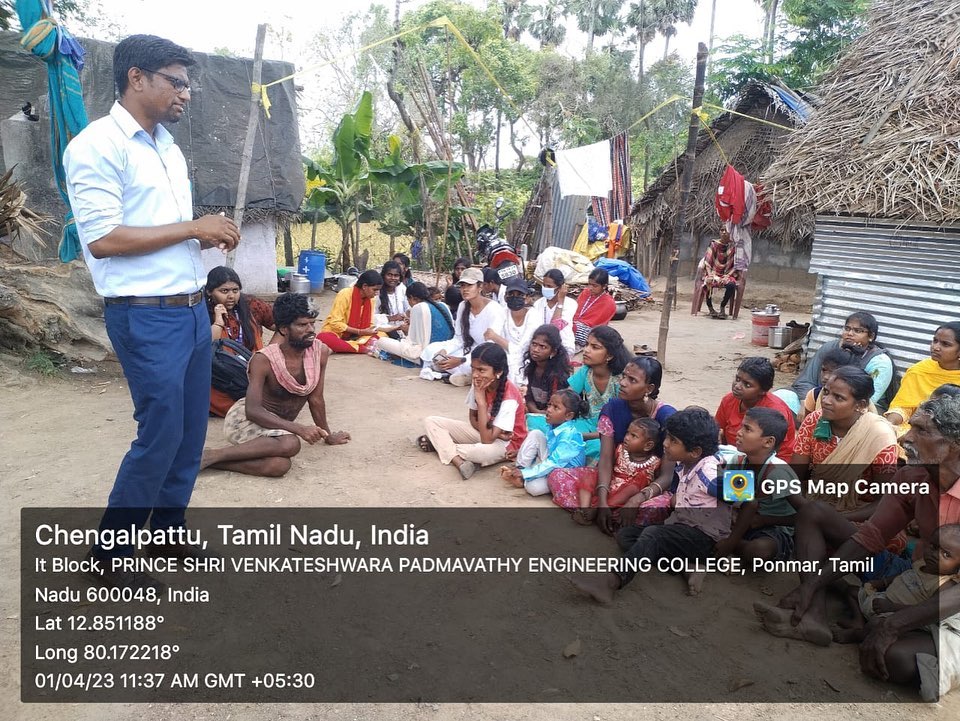 GPS Map Camera
Chengalpattu, Tamil Nadu, India
It Block, PRINCE SHRI VENKATESHWARA PADMAVATHY ENGINEERING COLLEGE, Ponmar, Tamil
Nadu 600048, India
Lat 12.851188°
Long 80.172218°
01/04/23 11:37 AM GMT +05:30